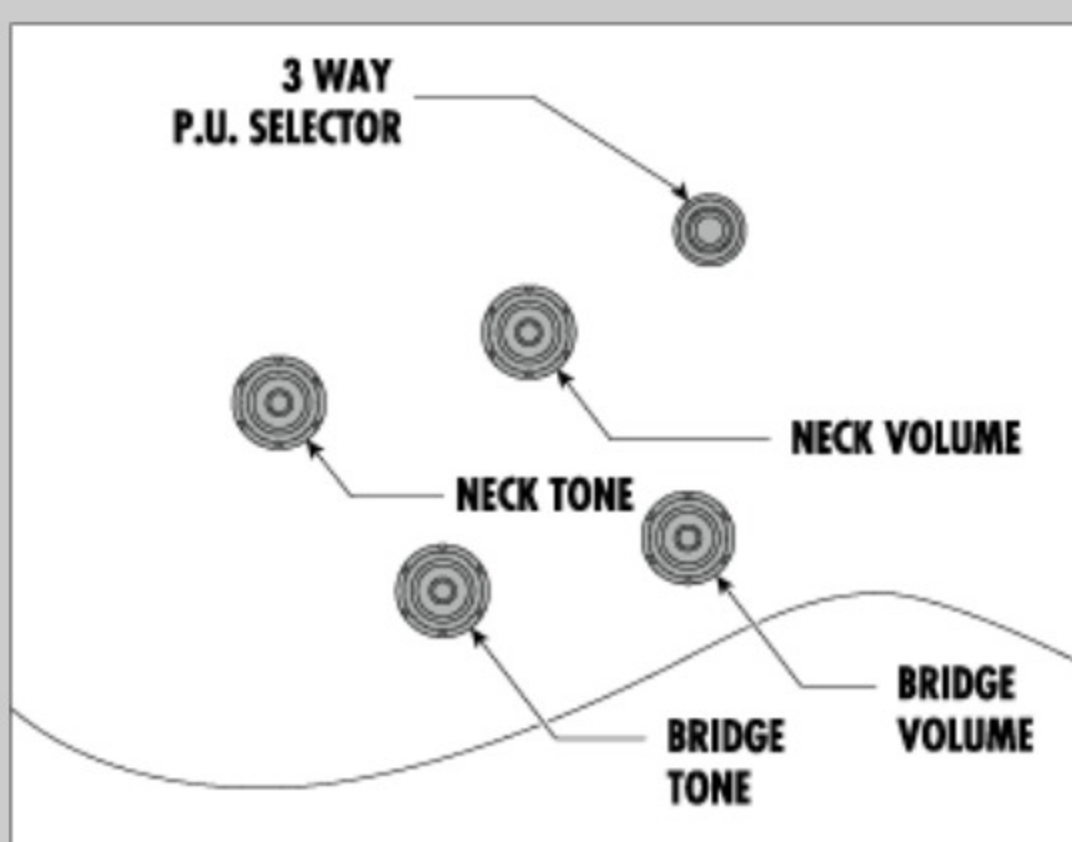 3 WAY
P.U. SELECTOR
NECK VOLUME
NECK TONE
BRIDGE
VOLUME
BRIDGE
TONE